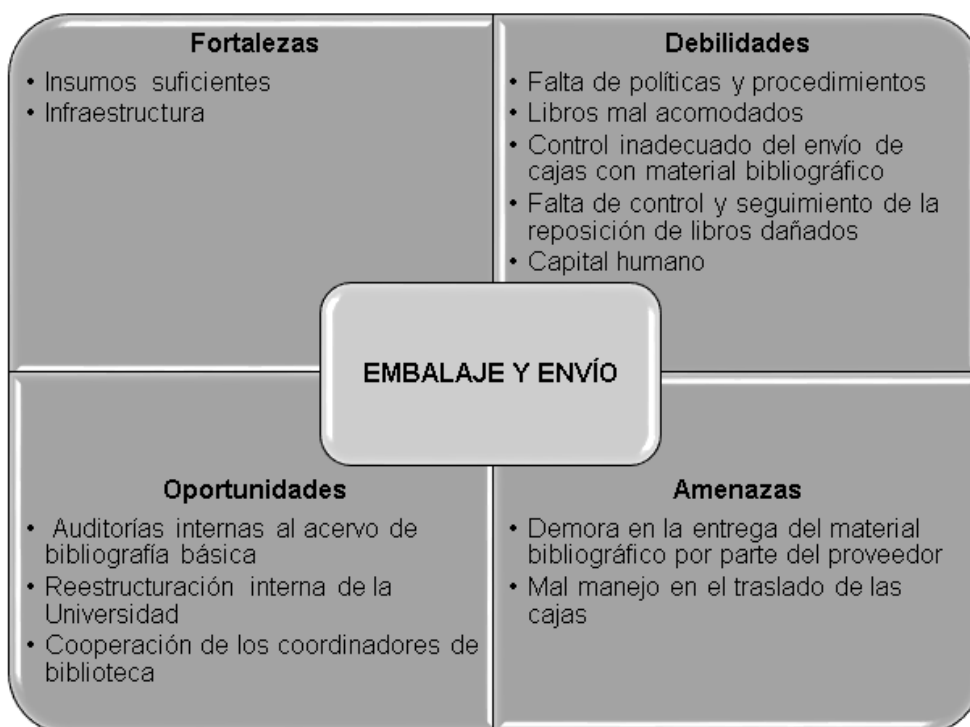 Fortalezas
• Insumos suficientes
• Infraestructura
Debilidades
• Falta de políticas y procedimientos
• Libros mal acomodados
• Control inadecuado del envío de
cajas con material bibliográfico
• Falta de control y seguimiento de la
reposición de libros dañados
• Capital humano
EMBALAJE Y ENVÍO
Oportunidades
• Auditorías internas al acervo de
bibliografía básica
• Reestructuración interna de la
Universidad
• Cooperación de los coordinadores de
biblioteca
Amenazas
• Demora en la entrega del material
bibliográfico por parte del proveedor
• Mal manejo en el traslado de las
cajas